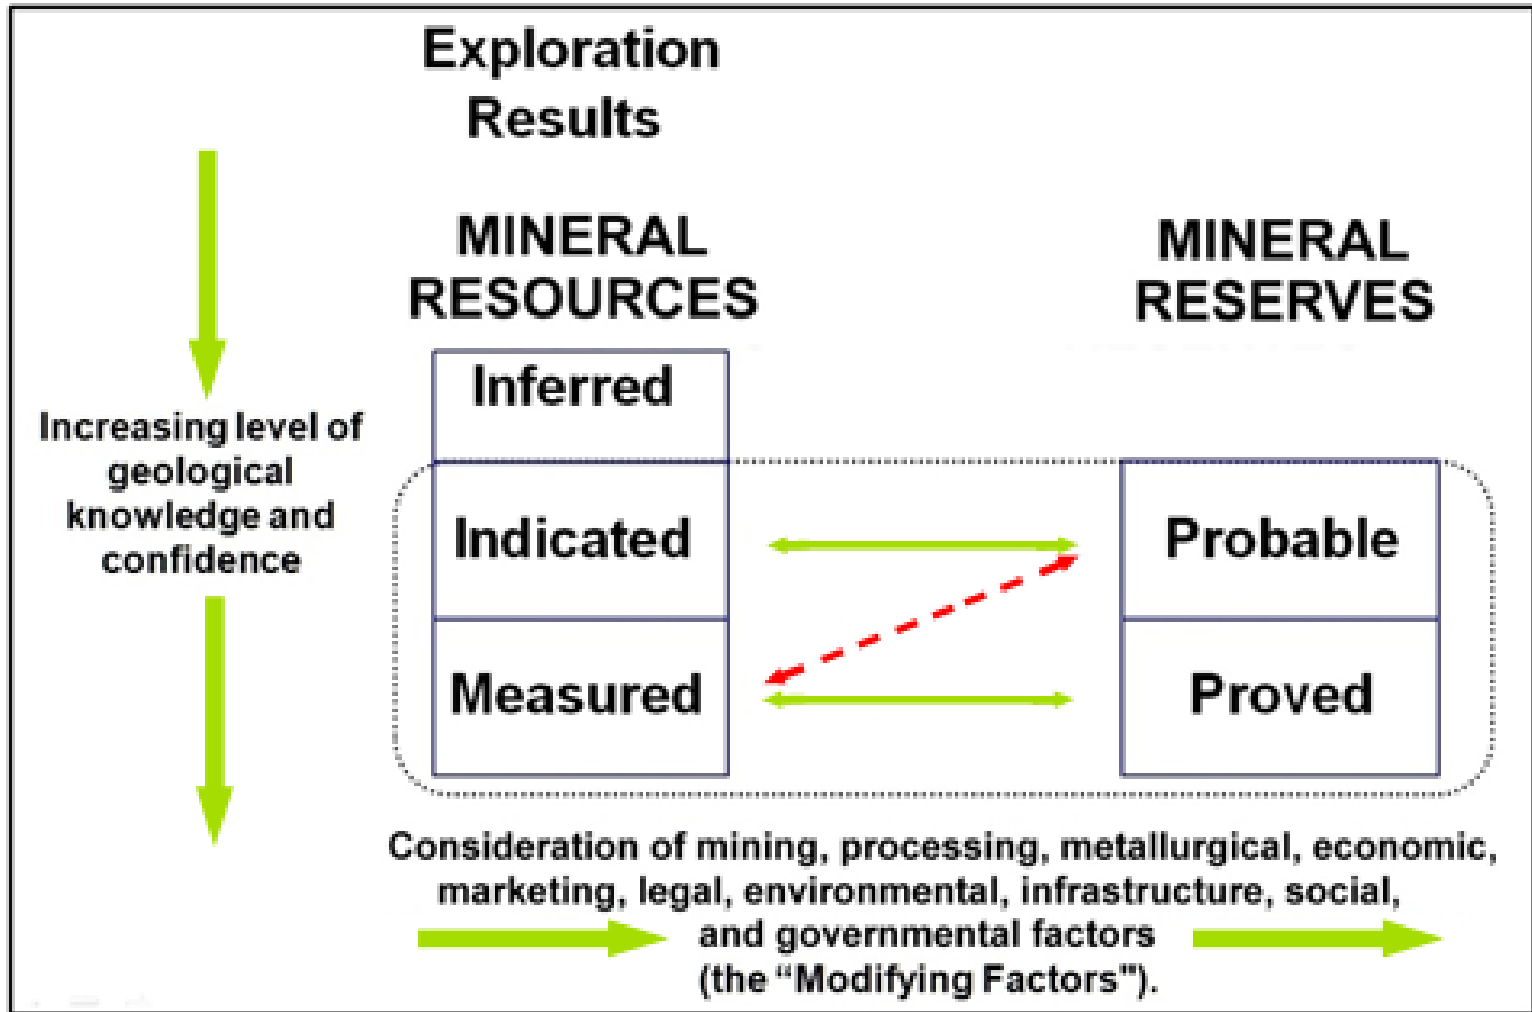 Exploration
Results
MINERAL
RESOURCES
MINERAL
RESERVES
Inferred
Increasing level of
geological
knowledge and
confidence
Indicated
Probable
Measured
Proved
Consideration of mining, processing, metallurgical, economic,
marketing, legal, environmental, infrastructure, social,
and governmental factors
(the “Modifying Factors").